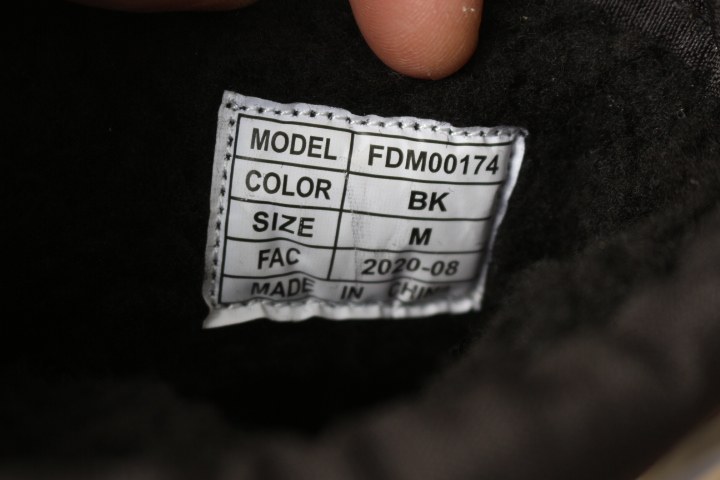 MODEL FDM00174
COLOR BK
SIZE M
FAC 2020-08
MADE IN CHINA